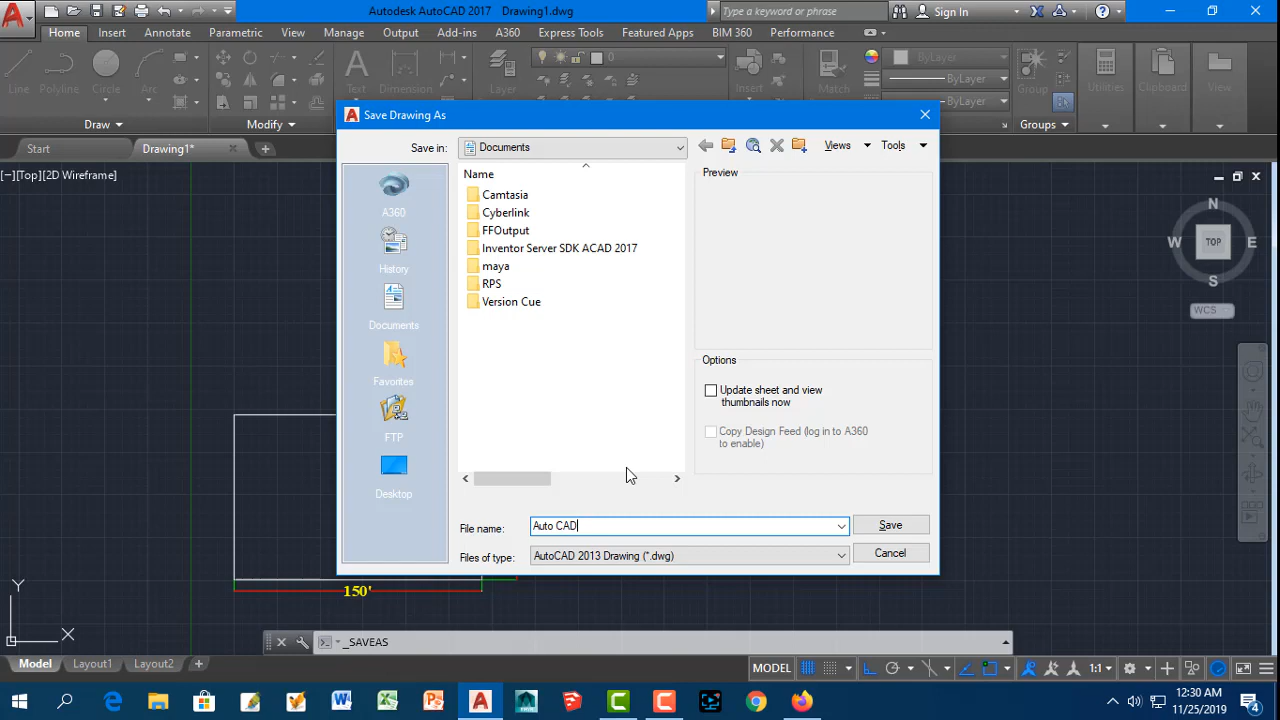 Autodesk AutoCAD 2017 Drawing1.dwg
Type a keyword or phrase
Sign In
Home Insert Annotate Parametric View Manage Output Add-ins A360 Express Tools Featured Apps BIM 360 Performance
Line Polyline Circle Arc Text Dimension Layer 0 Insert Match ByLayer Group Utilities Clipboard View
ByLayer
ByLayer
Draw Modify Groups
Start Drawing1*
[−][Top][2D Wireframe]
Save Drawing As
Save in: Documents Views Tools
Name
Camtasia
Cyberlink
FFOutput
Inventor Server SDK ACAD 2017
maya
RPS
Version Cue
A360
History
Documents
Favorites
FTP
Desktop
Preview
Options
Update sheet and view
thumbnails now
Copy Design Feed (log in to A360
to enable)
File name: Auto CAD Save
Files of type: AutoCAD 2013 Drawing (*.dwg) Cancel
N
W TOP E
S
WCS
150'
Y
X
_SAVEAS
Model Layout1 Layout2 MODEL 1:1
12:30 AM
11/25/2019
4